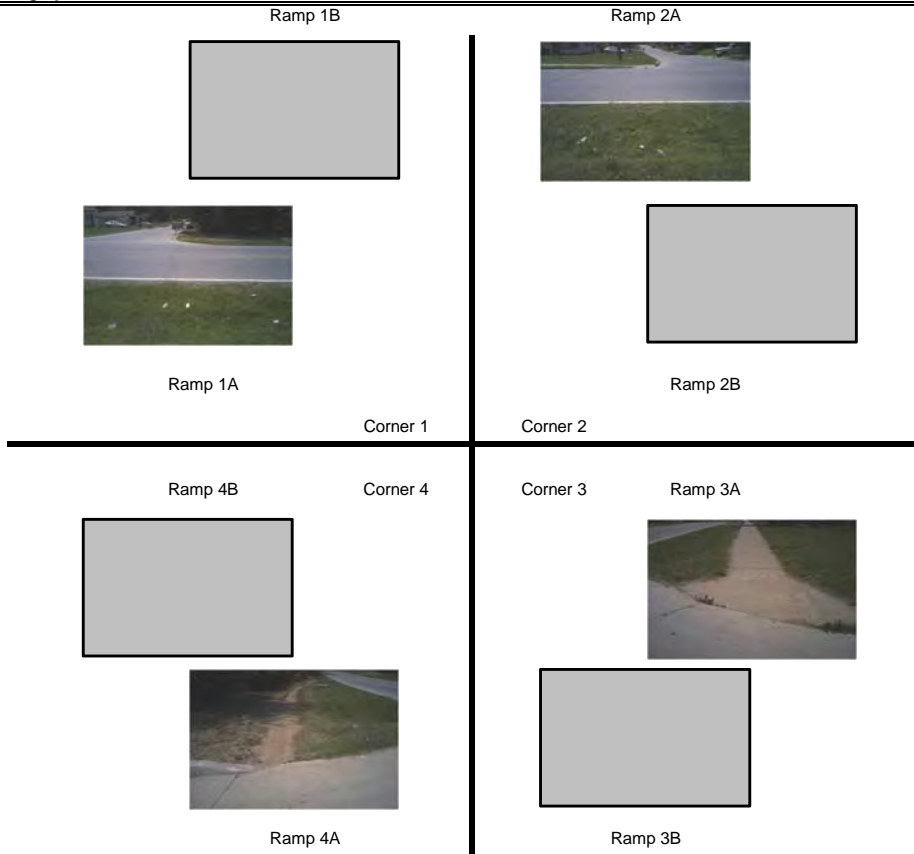 Ramp 1B
Ramp 2A
Ramp 1A
Ramp 2B
Corner 1
Corner 2
Ramp 4B
Corner 4
Corner 3
Ramp 3A
Ramp 4A
Ramp 3B